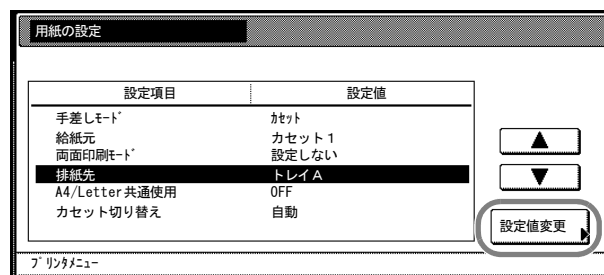 用紙の設定
設定項目 設定値
手差しﾓｰﾄﾞ ｶｾｯﾄ
給紙元 カセット1
両面印刷ﾓｰﾄﾞ 設定しない
排紙先 トレイA
A4/Letter共通使用 OFF
カセット切り替え 自動
▲
▼
設定値変更
ﾌﾟﾘﾝﾀﾒﾆｭｰ